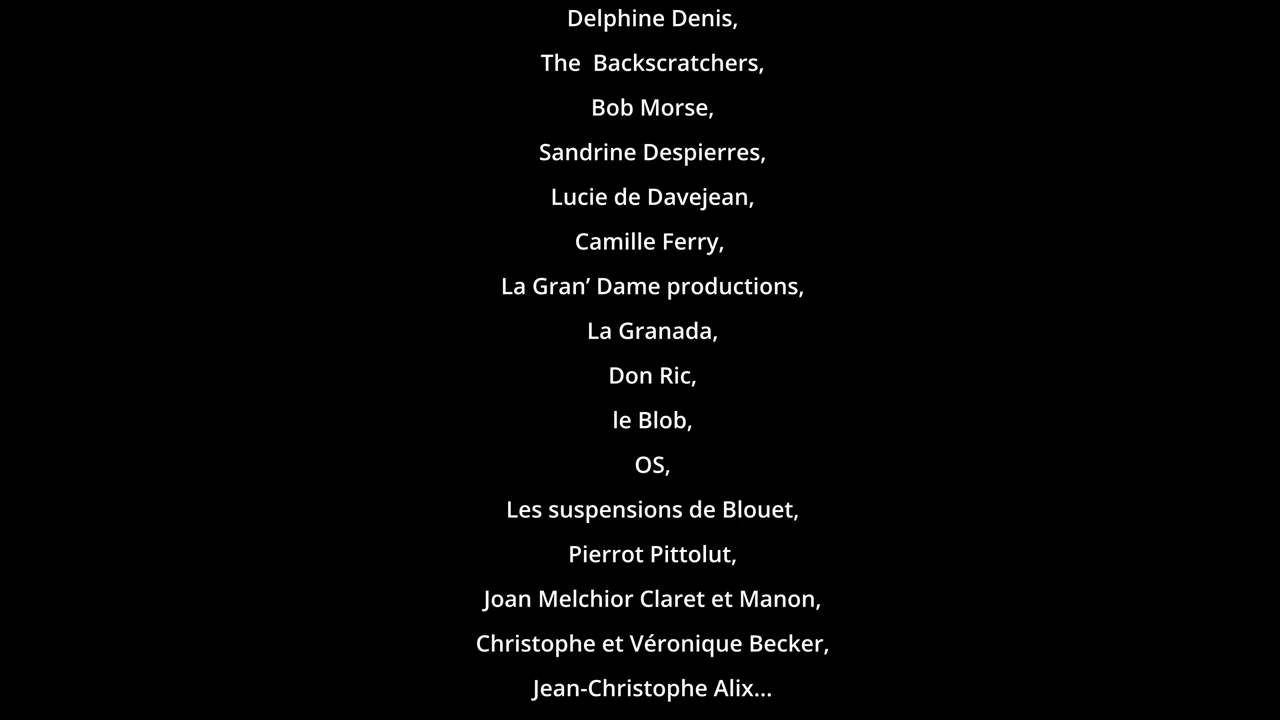 Delphine Denis,
The  Backscratchers,
Bob Morse,
Sandrine Despierres,
Lucie de Davejean,
Camille Ferry,
La Gran’ Dame productions,
La Granada,
Don Ric,
le Blob,
OS,
Les suspensions de Blouet,
Pierrot Pittolut,
Joan Melchior Claret et Manon,
Christophe et Véronique Becker,
Jean-Christophe Alix...